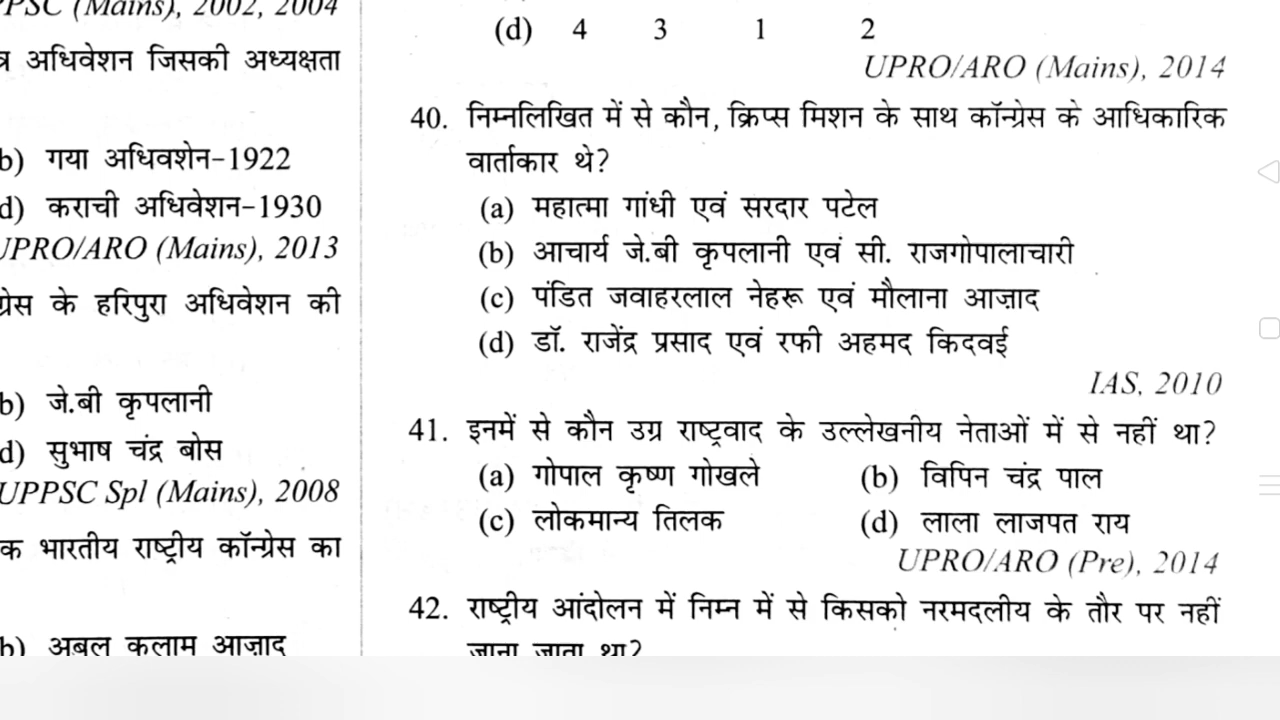 PPSC (Mains), 2002, 2004
त्र अधिवेशन जिसकी अध्यक्षता
b) गया अधिवशेन-1922
d) कराची अधिवेशन-1930
UPRO/ARO (Mains), 2013
ग्रेस के हरिपुरा अधिवेशन की
b) जे.बी कृपलानी
d) सुभाष चंद्र बोस
UPPSC Spl (Mains), 2008
क भारतीय राष्ट्रीय कॉन्ग्रेस का
b) अबुल कलाम आज़ाद
(d) 4 3 1 2
UPRO/ARO (Mains), 2014
40. निम्नलिखित में से कौन, क्रिप्स मिशन के साथ कॉन्ग्रेस के आधिकारिक
वार्ताकार थे?
(a) महात्मा गांधी एवं सरदार पटेल
(b) आचार्य जे.बी कृपलानी एवं सी. राजगोपालाचारी
(c) पंडित जवाहरलाल नेहरू एवं मौलाना आज़ाद
(d) डॉ. राजेंद्र प्रसाद एवं रफी अहमद किदवई
IAS, 2010
41. इनमें से कौन उग्र राष्ट्रवाद के उल्लेखनीय नेताओं में से नहीं था?
(a) गोपाल कृष्ण गोखले (b) विपिन चंद्र पाल
(c) लोकमान्य तिलक (d) लाला लाजपत राय
UPRO/ARO (Pre), 2014
42. राष्ट्रीय आंदोलन में निम्न में से किसको नरमदलीय के तौर पर नहीं
जाना जाता था?